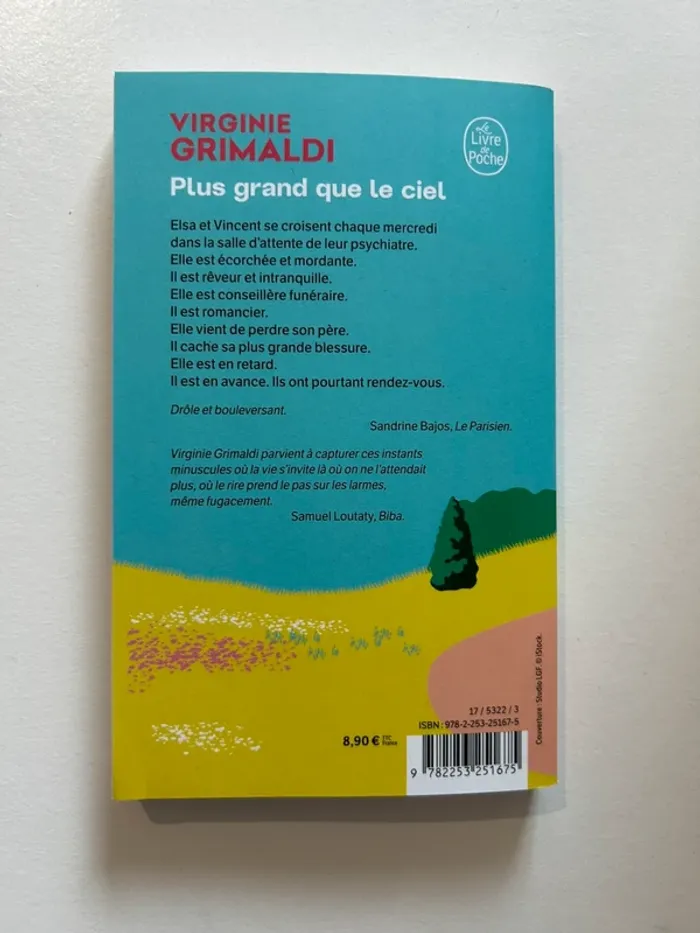 VIRGINIE
GRIMALDI
Le
Livre
de
Poche
Plus grand que le ciel
Elsa et Vincent se croisent chaque mercredi
dans la salle d'attente de leur psychiatre.
Elle est écorchée et mordante.
Il est rêveur et intranquille.
Elle est conseillère funéraire.
Il est romancier.
Elle vient de perdre son père.
Il cache sa plus grande blessure.
Elle est en retard.
Il est en avance. Ils ont pourtant rendez-vous.
Drôle et bouleversant.
Sandrine Bajos, Le Parisien.
Virginie Grimaldi parvient à capturer ces instants
minuscules où la vie s'invite là où on ne l'attendait
plus, où le rire prend le pas sur les larmes,
même fugacement.
Samuel Loutaty, Biba.
Couverture : Studio LGF. © iStock.
17 / 5322 / 3
ISBN : 978-2-253-25167-5
8,90 € TTC
France
9 782253 251675